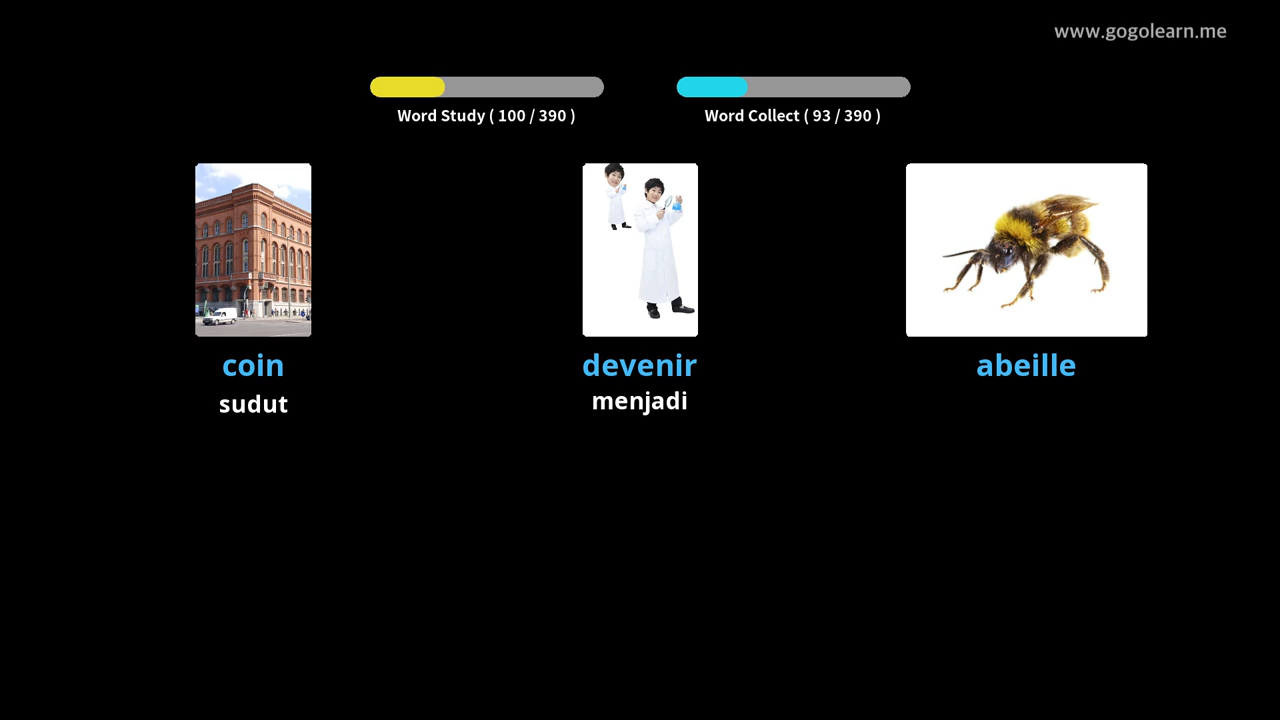 www.gogolearn.me
Word Study ( 100 / 390 )
Word Collect ( 93 / 390 )
coin
sudut
devenir
menjadi
abeille